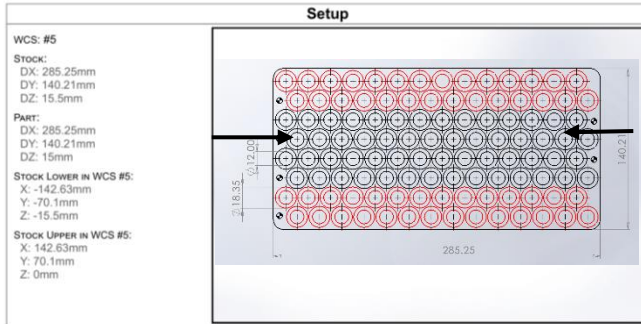 Setup
WCS: #5
STOCK:
DX: 285.25mm
DY: 140.21mm
DZ: 15.5mm
PART:
DX: 285.25mm
DY: 140.21mm
DZ: 15mm
STOCK LOWER IN WCS #5:
X: -142.63mm
Y: -70.1mm
Z: -15.5mm
STOCK UPPER IN WCS #5:
X: 142.63mm
Y: 70.1mm
Z: 0mm
∅12.00
∅18.35
140.21
285.25